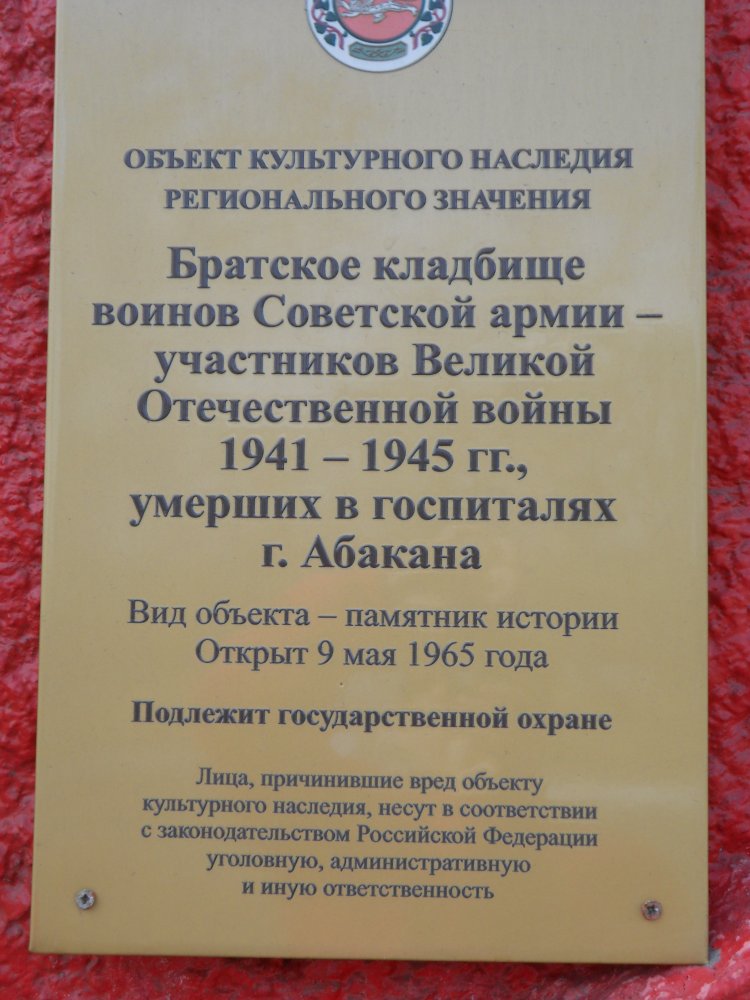 ОБЪЕКТ КУЛЬТУРНОГО НАСЛЕДИЯ
РЕГИОНАЛЬНОГО ЗНАЧЕНИЯ
Братское кладбище
воинов Советской армии –
участников Великой
Отечественной войны
1941 – 1945 гг.,
умерших в госпиталях
г. Абакана
Вид объекта – памятник истории
Открыт 9 мая 1965 года
Подлежит государственной охране
Лица, причинившие вред объекту
культурного наследия, несут в соответствии
с законодательством Российской Федерации
уголовную, административную
и иную ответственность